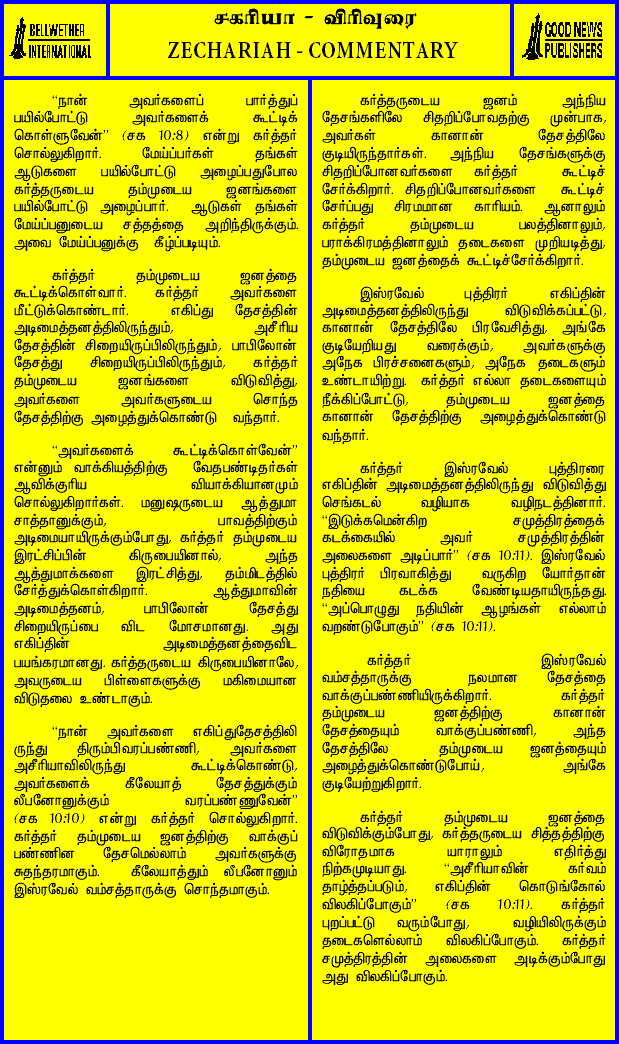 BELLWETHER
INTERNATIONAL
சகரியா - விரிவுரை
ZECHARIAH - COMMENTARY
GOOD NEWS
PUBLISHERS
“நான் அவர்களைப் பார்த்துப்
பயில்போட்டு அவர்களைக் கூட்டிக்
கொள்ளுவேன்” (சக 10:8) என்று கர்த்தர்
சொல்லுகிறார். மேய்ப்பர்கள் தங்கள்
ஆடுகளை பயில்போட்டு அழைப்பதுபோல
கர்த்தருடைய தம்முடைய ஜனங்களை
பயில்போட்டு அழைப்பார். ஆடுகள் தங்கள்
மேய்ப்பனுடைய சத்தத்தை அறிந்திருக்கும்.
அவை மேய்ப்பனுக்கு கீழ்ப்படியும்.
கர்த்தர் தம்முடைய ஜனத்தை
கூட்டிக்கொள்வார். கர்த்தர் அவர்களை
மீட்டுக்கொண்டார். எகிப்து தேசத்தின்
அடிமைத்தனத்திலிருந்தும், அசீரிய
தேசத்தின் சிறையிருப்பிலிருந்தும், பாபிலோன்
தேசத்து சிறையிருப்பிலிருந்தும், கர்த்தர்
தம்முடைய ஜனங்களை விடுவித்து,
அவர்களை அவர்களுடைய சொந்த
தேசத்திற்கு அழைத்துக்கொண்டு வந்தார்.
“அவர்களைக் கூட்டிக்கொள்வேன்”
என்னும் வாக்கியத்திற்கு வேதபண்டிதர்கள்
ஆவிக்குரிய வியாக்கியானமும்
சொல்லுகிறார்கள். மனுஷருடைய ஆத்துமா
சாத்தானுக்கும், பாவத்திற்கும்
அடிமையாயிருக்கும்போது, கர்த்தர் தம்முடைய
இரட்சிப்பின் கிருபையினால், அந்த
ஆத்துமாக்களை இரட்சித்து, தம்மிடத்தில்
சேர்த்துக்கொள்கிறார். ஆத்துமாவின்
அடிமைத்தனம், பாபிலோன் தேசத்து
சிறையிருப்பை விட மோசமானது. அது
எகிப்தின் அடிமைத்தனத்தைவிட
பயங்கரமானது. கர்த்தருடைய கிருபையினாலே,
அவருடைய பிள்ளைகளுக்கு மகிமையான
விடுதலை உண்டாகும்.
“நான் அவர்களை எகிப்துதேசத்திலி
ருந்து திரும்பிவரப்பண்ணி, அவர்களை
அசீரியாவிலிருந்து கூட்டிக்கொண்டு,
அவர்களைக் கீலேயாத் தேசத்துக்கும்
லீபனோனுக்கும் வரப்பண்ணுவேன்”
(சக 10:10) என்று கர்த்தர் சொல்லுகிறார்.
கர்த்தர் தம்முடைய ஜனத்திற்கு வாக்குப்
பண்ணின தேசமெல்லாம் அவர்களுக்கு
சுதந்தரமாகும். கீலேயாத்தும் லீபனோனும்
இஸ்ரவேல் வம்சத்தாருக்கு சொந்தமாகும்.
கர்த்தருடைய ஜனம் அந்நிய
தேசங்களிலே சிதறிப்போவதற்கு முன்பாக,
அவர்கள் கானான் தேசத்திலே
குடியிருந்தார்கள். அந்நிய தேசங்களுக்கு
சிதறிப்போனவர்களை கர்த்தர் கூட்டிச்
சேர்க்கிறார். சிதறிப்போனவர்களை கூட்டிச்
சேர்ப்பது சிரமமான காரியம். ஆனாலும்
கர்த்தர் தம்முடைய பலத்தினாலும்,
பராக்கிரமத்தினாலும் தடைகளை முறியடித்து,
தம்முடைய ஜனத்தைக் கூட்டிச்சேர்க்கிறார்.
இஸ்ரவேல் புத்திரர் எகிப்தின்
அடிமைத்தனத்திலிருந்து விடுவிக்கப்பட்டு,
கானான் தேசத்திலே பிரவேசித்து, அங்கே
குடியேறியது வரைக்கும், அவர்களுக்கு
அநேக பிரச்சனைகளும், அநேக தடைகளும்
உண்டாயிற்று. கர்த்தர் எல்லா தடைகளையும்
நீக்கிப்போட்டு, தம்முடைய ஜனத்தை
கானான் தேசத்திற்கு அழைத்துக்கொண்டு
வந்தார்.
கர்த்தர் இஸ்ரவேல் புத்திரரை
எகிப்தின் அடிமைத்தனத்திலிருந்து விடுவித்து
செங்கடல் வழியாக வழிநடத்தினார்.
“இடுக்கமென்கிற சமுத்திரத்தைக்
கடக்கையில் அவர் சமுத்திரத்தின்
அலைகளை அடிப்பார்” (சக 10:11). இஸ்ரவேல்
புத்திரர் பிரவாகித்து வருகிற யோர்தான்
நதியை கடக்க வேண்டியதாயிருந்தது.
“அப்பொழுது நதியின் ஆழங்கள் எல்லாம்
வறண்டுபோகும்” (சக 10:11).
கர்த்தர் இஸ்ரவேல்
வம்சத்தாருக்கு நலமான தேசத்தை
வாக்குப்பண்ணியிருக்கிறார். கர்த்தர்
தம்முடைய ஜனத்திற்கு கானான்
தேசத்தையும் வாக்குப்பண்ணி, அந்த
தேசத்திலே தம்முடைய ஜனத்தையும்
அழைத்துக்கொண்டுபோய், அங்கே
குடியேற்றுகிறார்.
கர்த்தர் தம்முடைய ஜனத்தை
விடுவிக்கும்போது, கர்த்தருடைய சித்தத்திற்கு
விரோதமாக யாராலும் எதிர்த்து
நிற்கமுடியாது. “அசீரியாவின் கர்வம்
தாழ்த்தப்படும், எகிப்தின் கொடுங்கோல்
விலகிப்போகும்” (சக 10:11). கர்த்தர்
புறப்பட்டு வரும்போது, வழியிலிருக்கும்
தடைகளெல்லாம் விலகிப்போகும். கர்த்தர்
சமுத்திரத்தின் அலைகளை அடிக்கும்போது
அது விலகிப்போகும்.